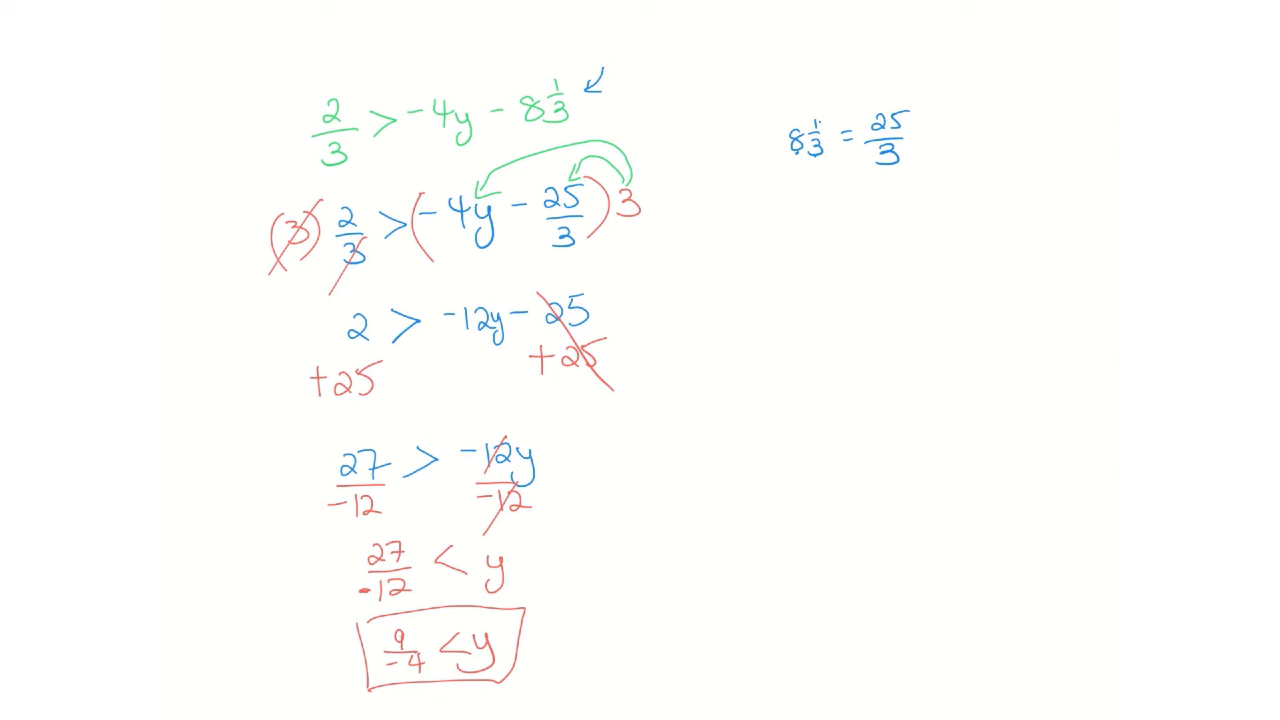 2/3 > -4y - 8 1/3
8 1/3 = 25/3
(3) 2/3 > (-4y - 25/3) 3
2 > -12y - 25
+25 +25
27/-12 > -12y/-12
27/-12 < y
9/-4 < y